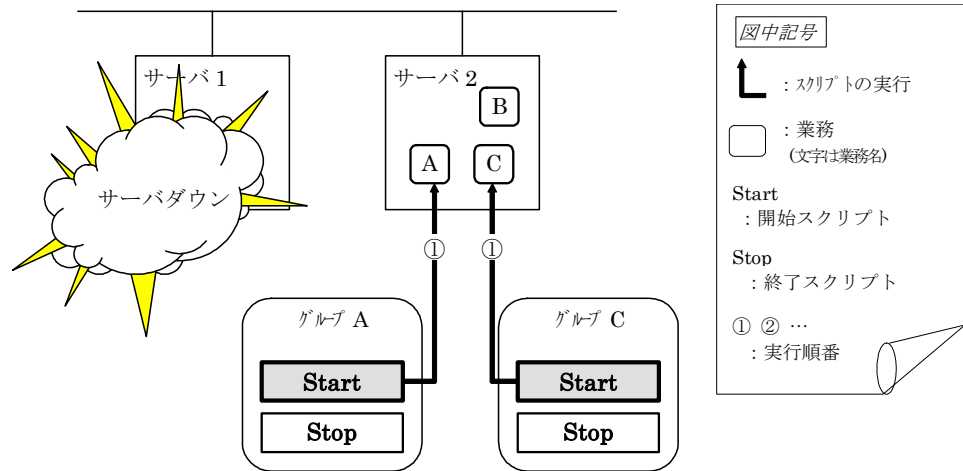 サーバ 1
サーバ 2
B
A
C
サーバダウン
①
①
グループ A
Start
Stop
グループ C
Start
Stop
図中記号
：スクリプトの実行
：業務
(文字は業務名)
Start
：開始スクリプト
Stop
：終了スクリプト
① ② …
：実行順番